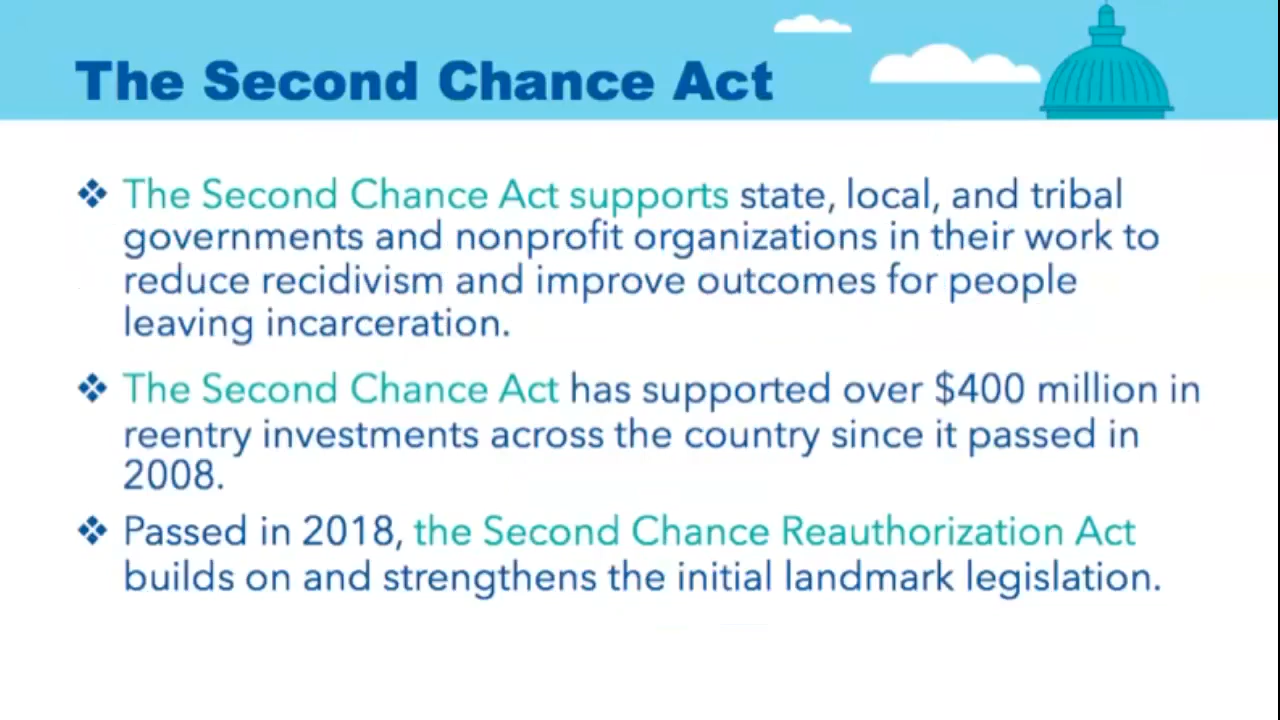 The Second Chance Act
❖ The Second Chance Act supports state, local, and tribal
governments and nonprofit organizations in their work to
reduce recidivism and improve outcomes for people
leaving incarceration.
❖ The Second Chance Act has supported over $400 million in
reentry investments across the country since it passed in
2008.
❖ Passed in 2018, the Second Chance Reauthorization Act
builds on and strengthens the initial landmark legislation.